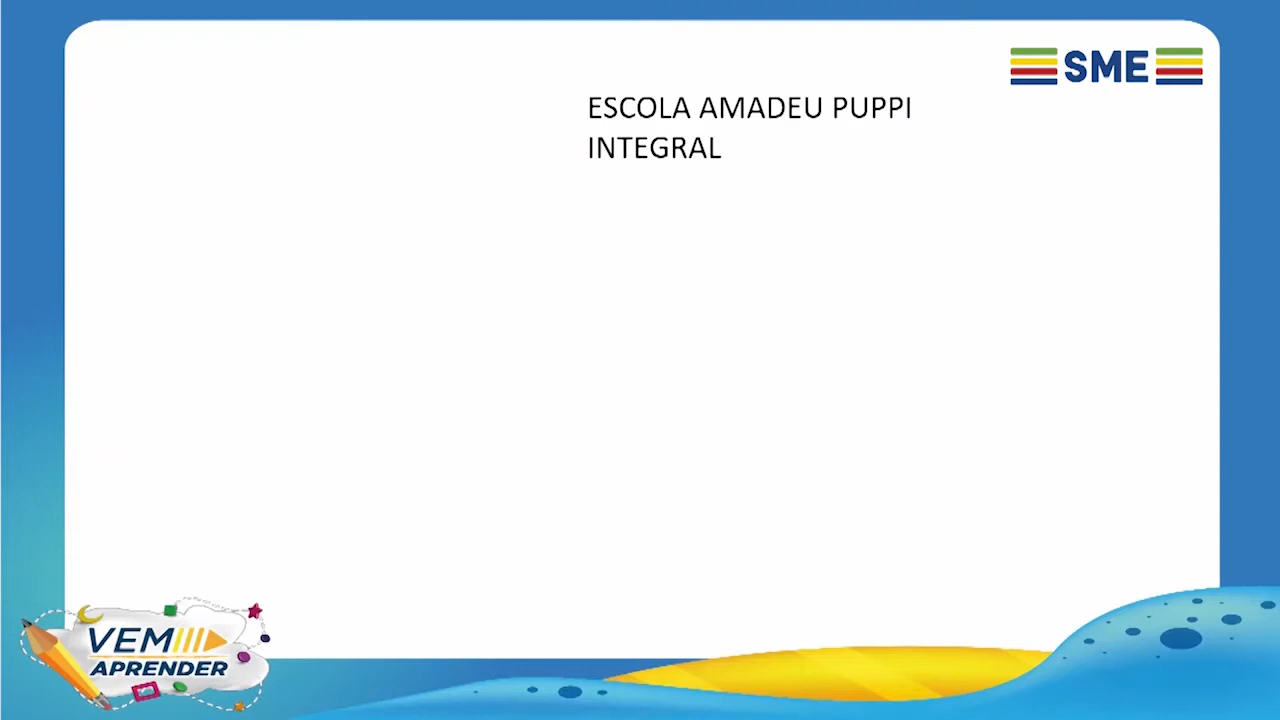 SME
ESCOLA AMADEU PUPPI
INTEGRAL
VEM
APRENDER